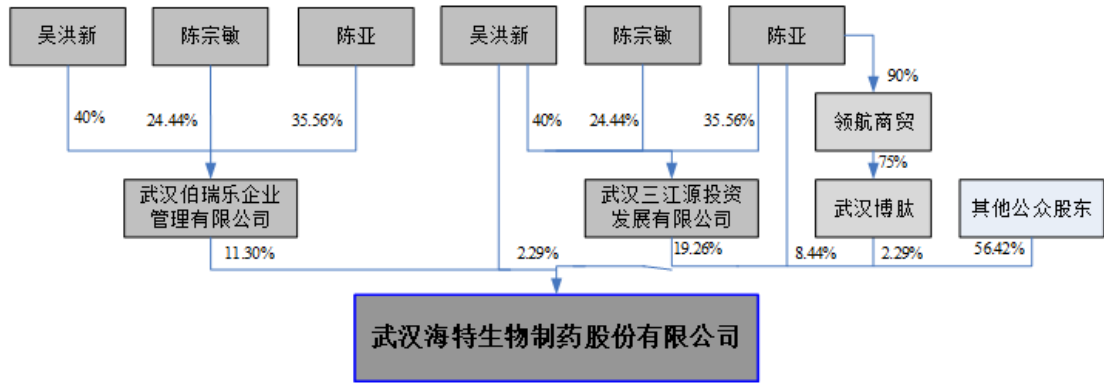 吴洪新
陈宗敏
陈亚
吴洪新
陈宗敏
陈亚
90%
40%
24.44%
35.56%
40%
24.44%
35.56%
领航商贸
75%
武汉伯瑞乐企业
管理有限公司
武汉三江源投资
发展有限公司
武汉博肽
其他公众股东
11.30%
2.29%
19.26%
8.44%
2.29%
56.42%
武汉海特生物制药股份有限公司